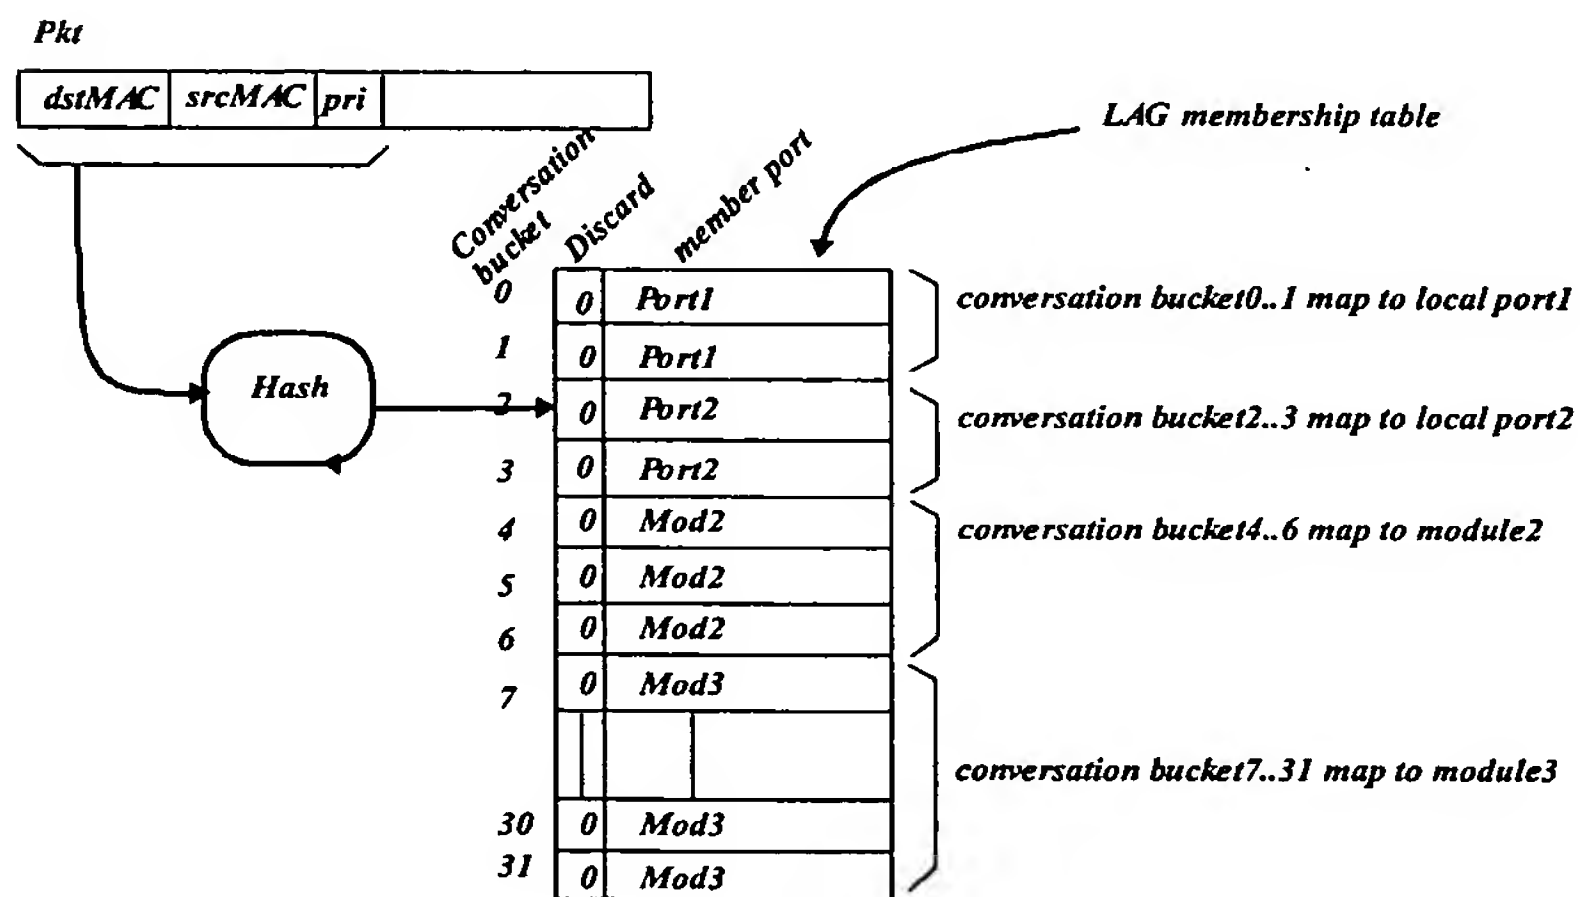 Pkt
dstMAC srcMAC pri
LAG membership table
Conversation
bucket
Discard
member port
0 0 Port1
conversation bucket0..1 map to local port1
1 0 Port1
Hash
2 0 Port2
conversation bucket2..3 map to local port2
3 0 Port2
4 0 Mod2
conversation bucket4..6 map to module2
5 0 Mod2
6 0 Mod2
7 0 Mod3
conversation bucket7..31 map to module3
30 0 Mod3
31 0 Mod3